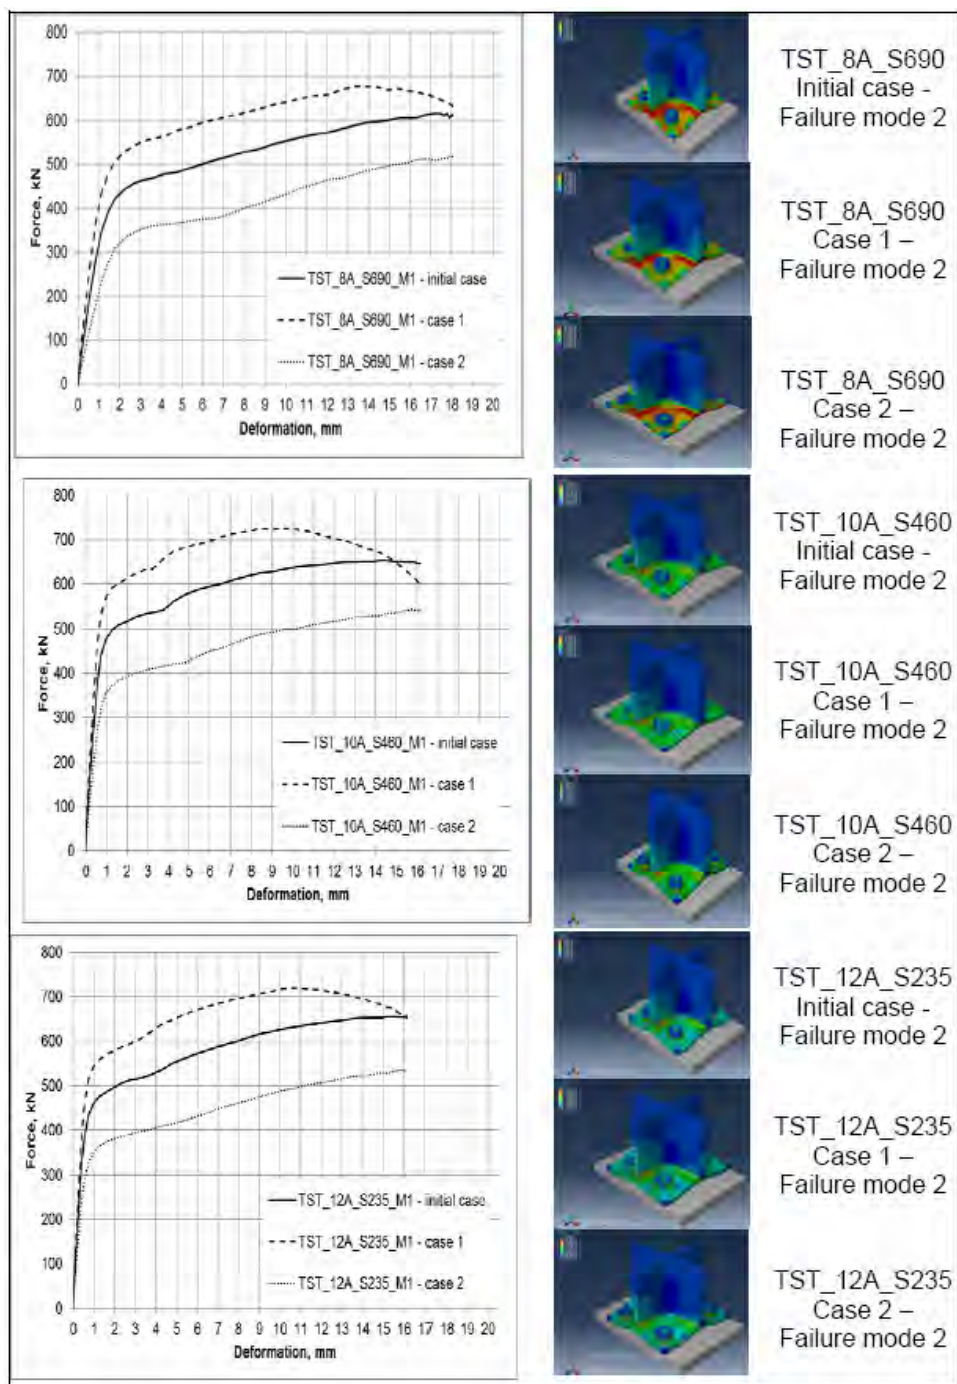 800
700
600
500
400
300
200
100
0
Force, kN
TST_8A_S690_M1 - initial case
TST_8A_S690_M1 - case 1
TST_8A_S690_M1 - case 2
0 1 2 3 4 5 6 7 8 9 10 11 12 13 14 15 16 17 18 19 20
Deformation, mm
TST_8A_S690
Initial case -
Failure mode 2
TST_8A_S690
Case 1 –
Failure mode 2
TST_8A_S690
Case 2 –
Failure mode 2
800
700
600
500
400
300
200
100
0
Force, kN
TST_10A_S460_M1 - initial case
TST_10A_S460_M1 - case 1
TST_10A_S460_M1 - case 2
0 1 2 3 4 5 6 7 8 9 10 11 12 13 14 15 16 17 18 19 20
Deformation, mm
TST_10A_S460
Initial case -
Failure mode 2
TST_10A_S460
Case 1 –
Failure mode 2
TST_10A_S460
Case 2 –
Failure mode 2
800
700
600
500
400
300
200
100
0
Force, kN
TST_12A_S235_M1 - initial case
TST_12A_S235_M1 - case 1
TST_12A_S235_M1 - case 2
0 1 2 3 4 5 6 7 8 9 10 11 12 13 14 15 16 17 18 19 20
Deformation, mm
TST_12A_S235
Initial case -
Failure mode 2
TST_12A_S235
Case 1 –
Failure mode 2
TST_12A_S235
Case 2 –
Failure mode 2